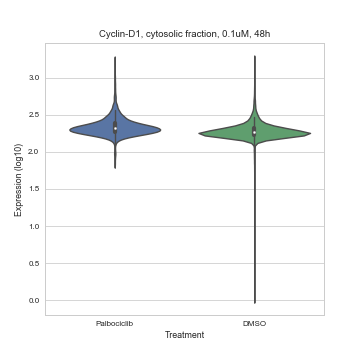 Cyclin-D1, cytosolic fraction, 0.1uM, 48h
3.0
2.5
2.0
1.5
1.0
0.5
0.0
Expression (log10)
Palbociclib
DMSO
Treatment